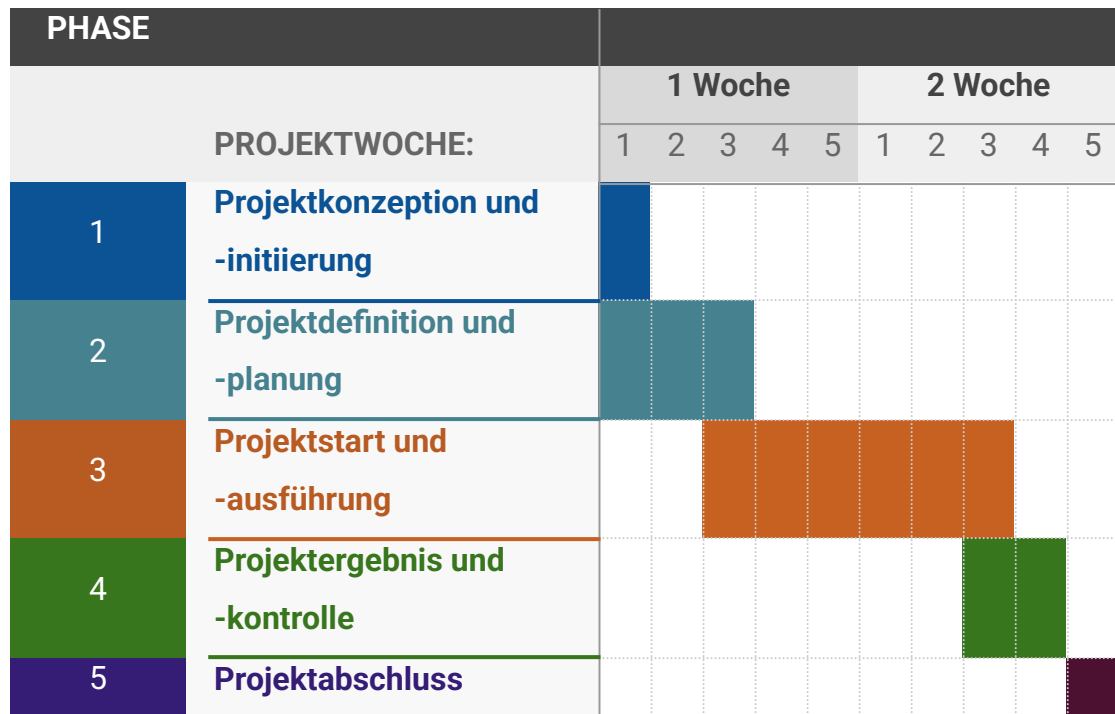 PHASE
1 Woche 2 Woche
PROJEKTWOCHE: 1 2 3 4 5 1 2 3 4 5
1 Projektkonzeption und
-initiierung
2 Projektdefinition und
-planung
3 Projektstart und
-ausführung
4 Projektergebnis und
-kontrolle
5 Projektabschluss